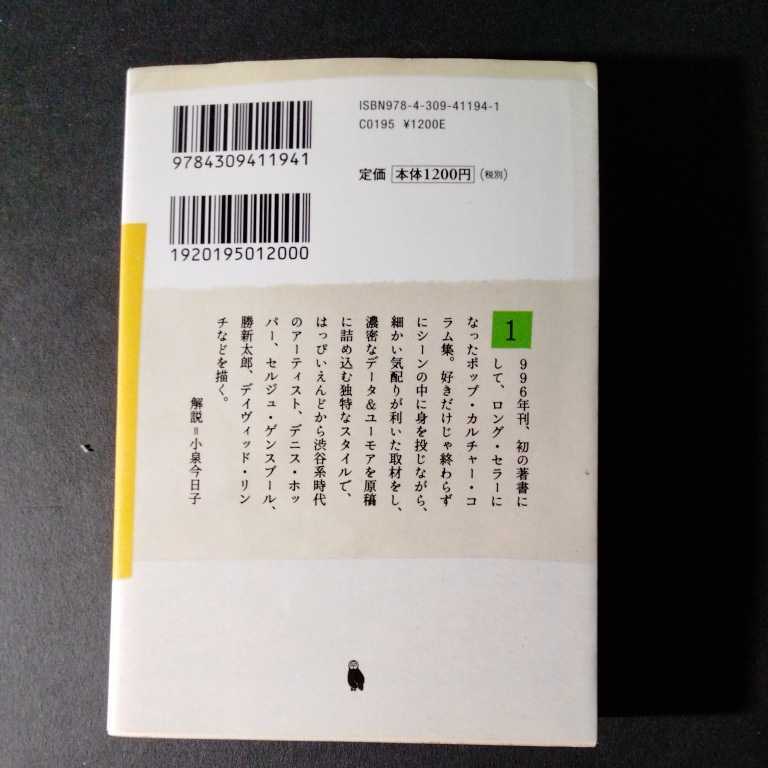 ISBN978-4-309-41194-1
C0195 ¥1200E
9784309411941
定価 本体1200円(税別)
1920195012000
1996年刊、初の著書に
して、ロング・セラーに
なったポップ・カルチャー・コ
ラム集。好きだけじゃ終わらず
にシーンの中に身を投じながら、
細かい気配りが利いた取材をし、
濃密なデータ&ユーモアを原稿
に詰め込む独特なスタイルで、
はっぴいえんどから渋谷系時代
のアーティスト、デニス・ホッ
パー、セルジュ・ゲンスブール、
勝新太郎、デイヴィッド・リン
チなどを描く。
解説=小泉今日子